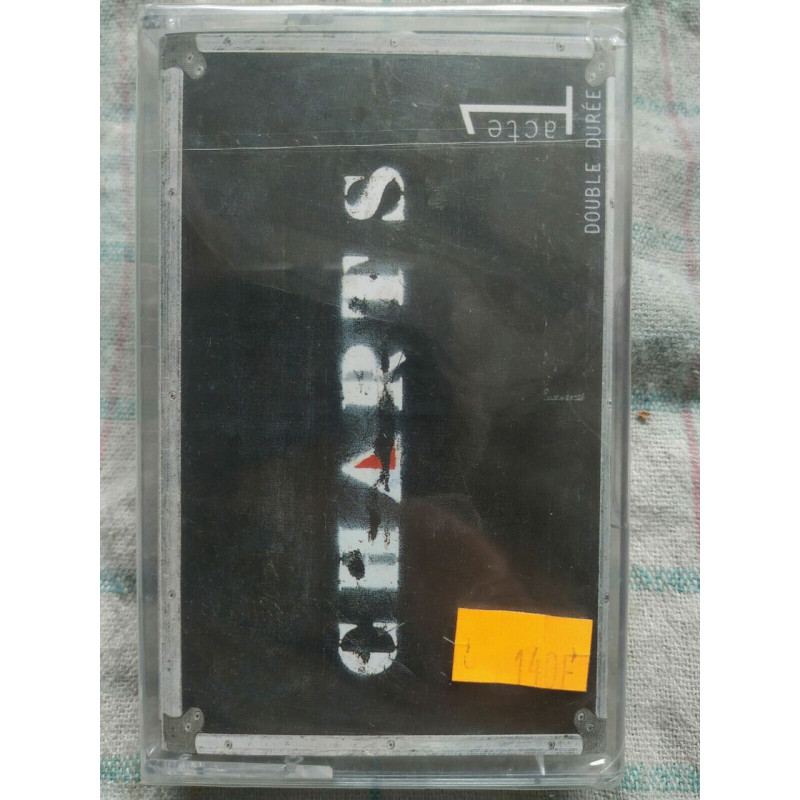 CHARTS
acte 1
DOUBLE DURÉE
140F